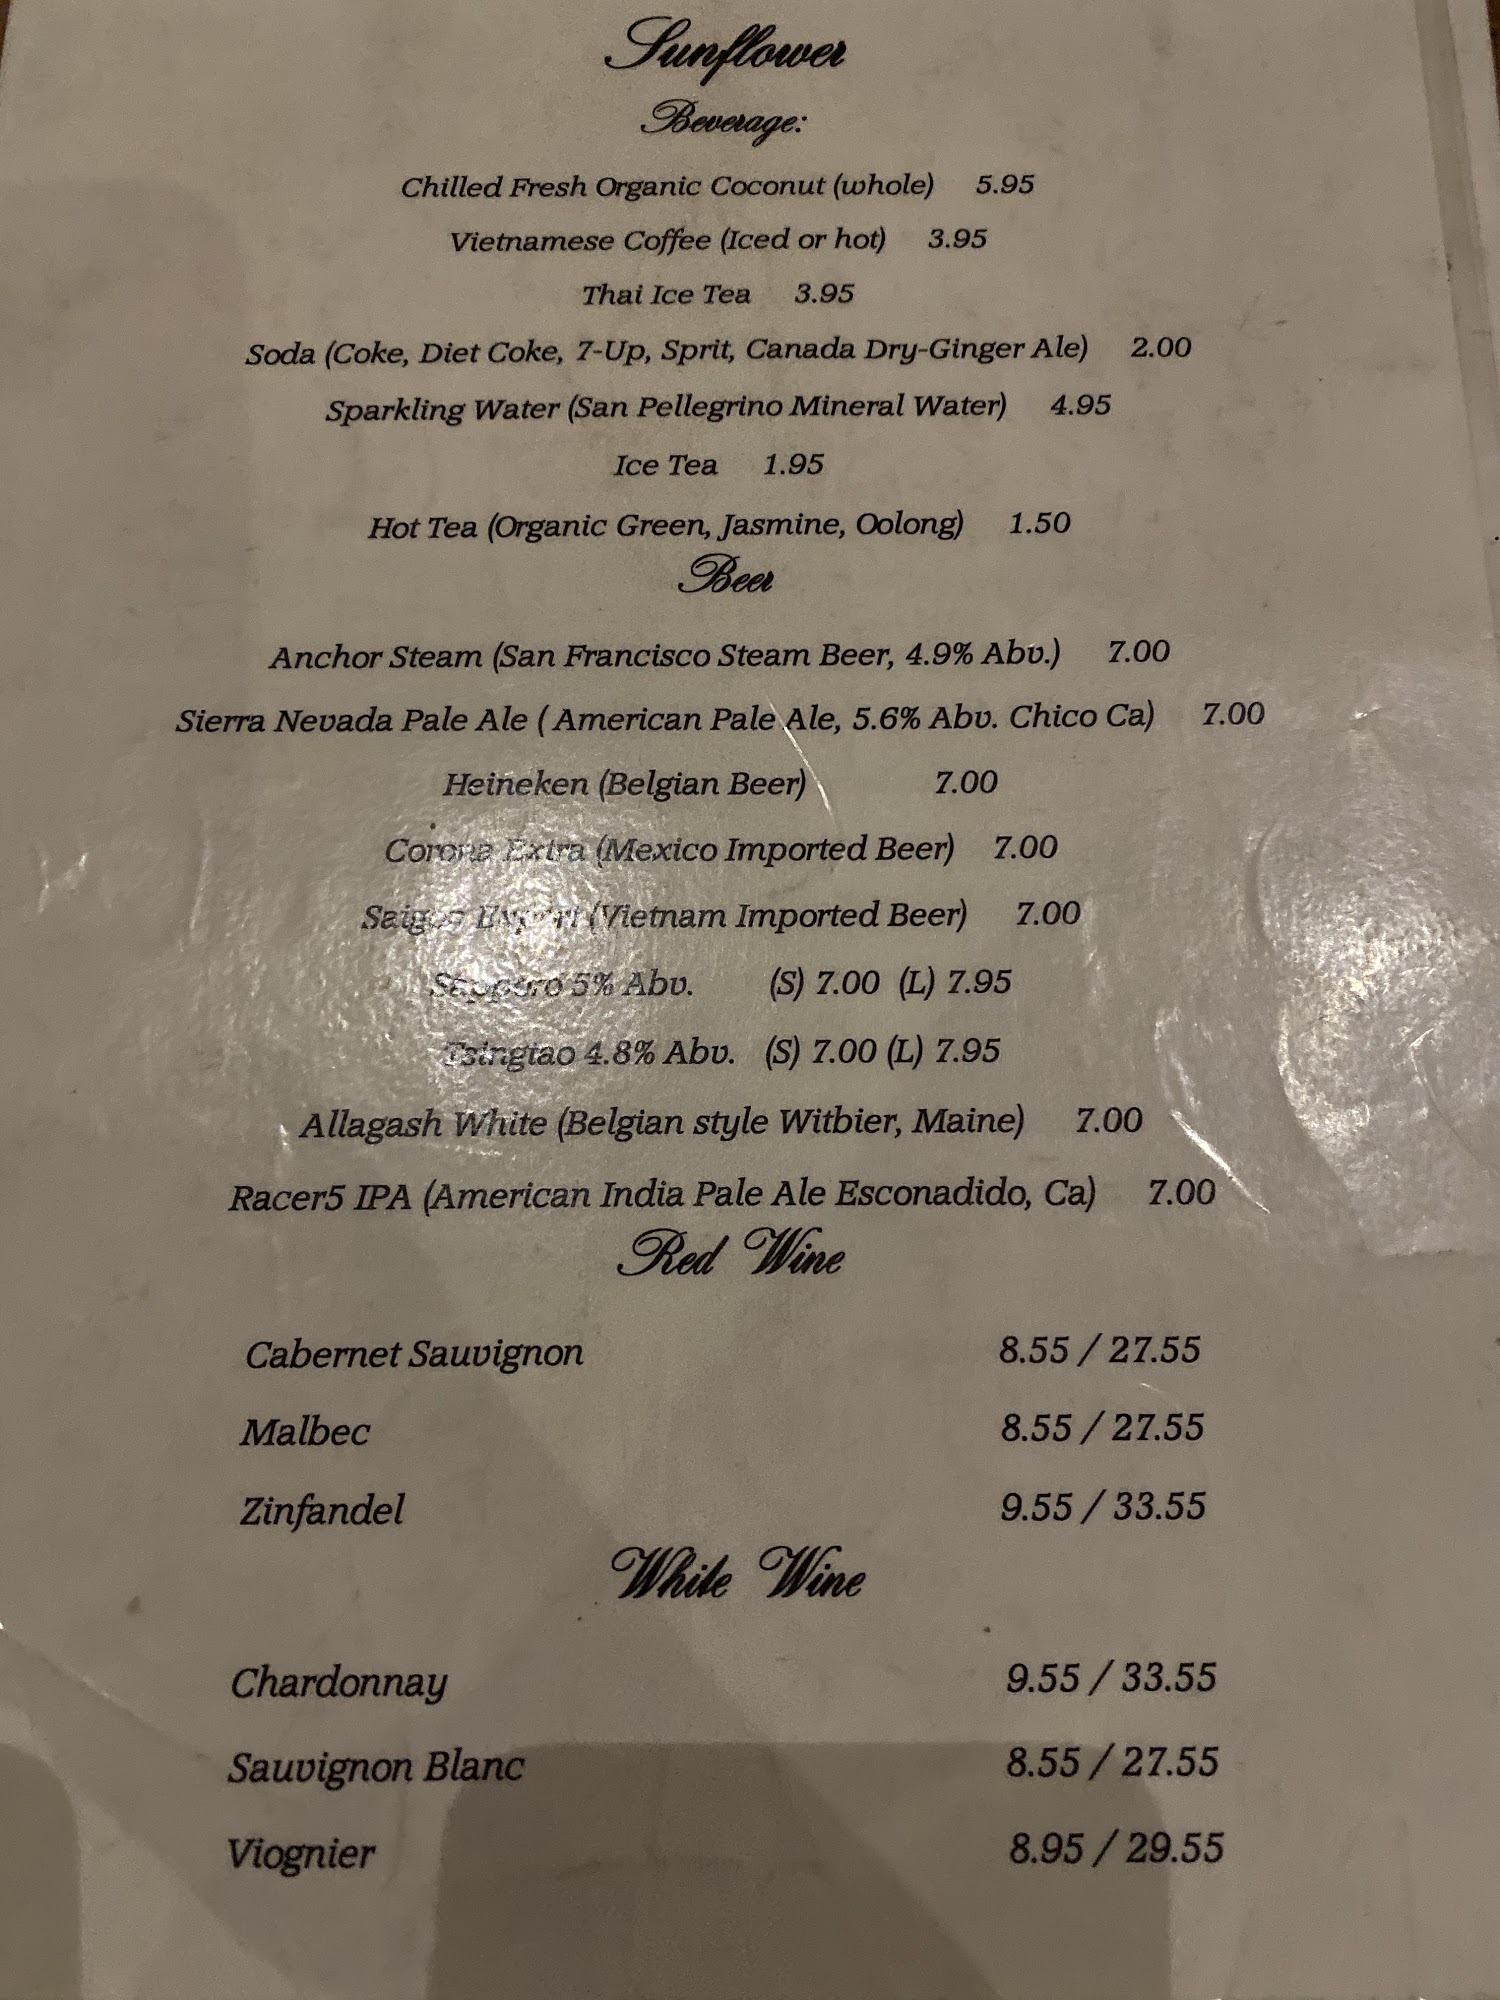 Sunflower
Beverage:
Chilled Fresh Organic Coconut (whole) 5.95
Vietnamese Coffee (Iced or hot) 3.95
Thai Ice Tea 3.95
Soda (Coke, Diet Coke, 7-Up, Sprit, Canada Dry-Ginger Ale) 2.00
Sparkling Water (San Pellegrino Mineral Water) 4.95
Ice Tea 1.95
Hot Tea (Organic Green, Jasmine, Oolong) 1.50
Beer
Anchor Steam (San Francisco Steam Beer, 4.9% Abv.) 7.00
Sierra Nevada Pale Ale ( American Pale Ale, 5.6% Abv. Chico Ca) 7.00
Heineken (Belgian Beer) 7.00
Corona Extra (Mexico Imported Beer) 7.00
Saigon Export (Vietnam Imported Beer) 7.00
Sapporo 5% Abv. (S) 7.00 (L) 7.95
Tsingtao 4.8% Abv. (S) 7.00 (L) 7.95
Allagash White (Belgian style Witbier, Maine) 7.00
Racer5 IPA (American India Pale Ale Esconadido, Ca) 7.00
Red Wine
Cabernet Sauvignon 8.55 / 27.55
Malbec 8.55 / 27.55
Zinfandel 9.55 / 33.55
White Wine
Chardonnay 9.55 / 33.55
Sauvignon Blanc 8.55 / 27.55
Viognier 8.95 / 29.55